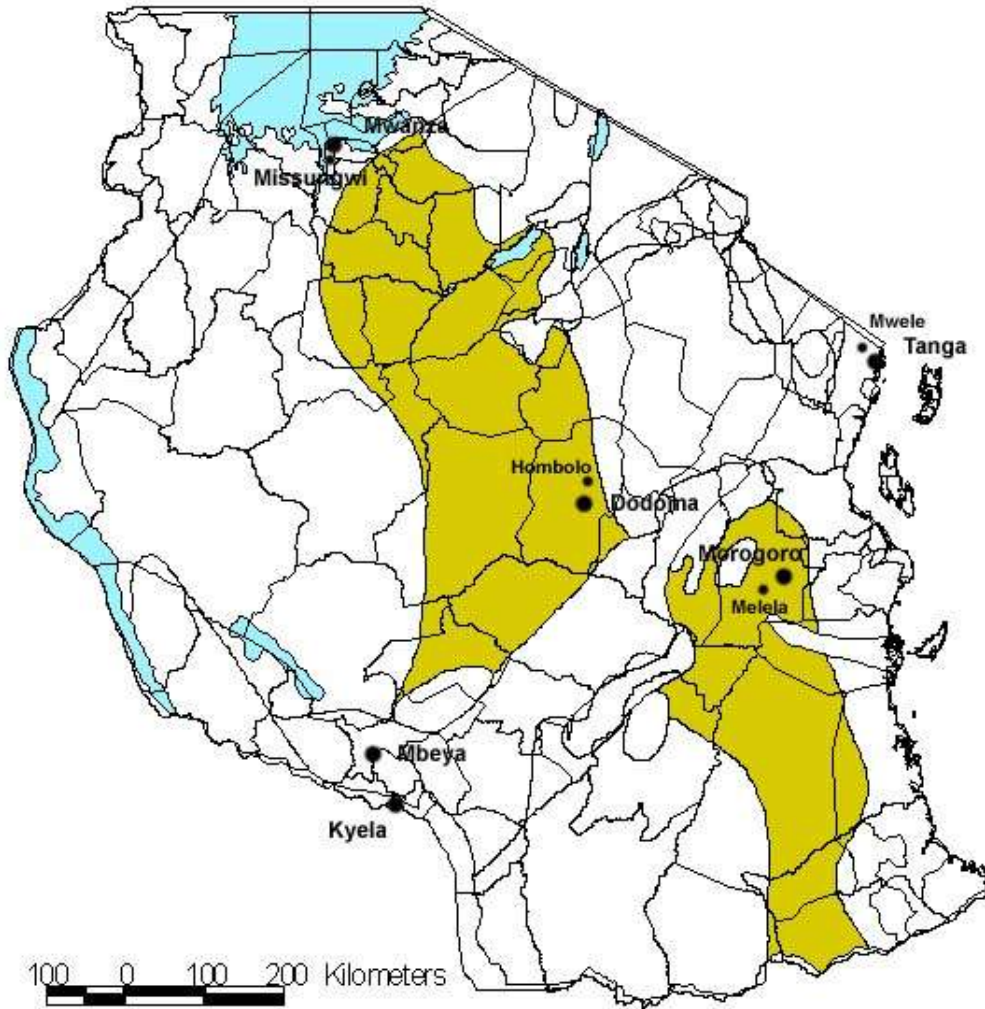 Mwanza
Missungwi
Mwele
Tanga
Hombolo
Dodoma
Morogoro
Melela
Mbeya
Kyela
100 0 100 200 Kilometers